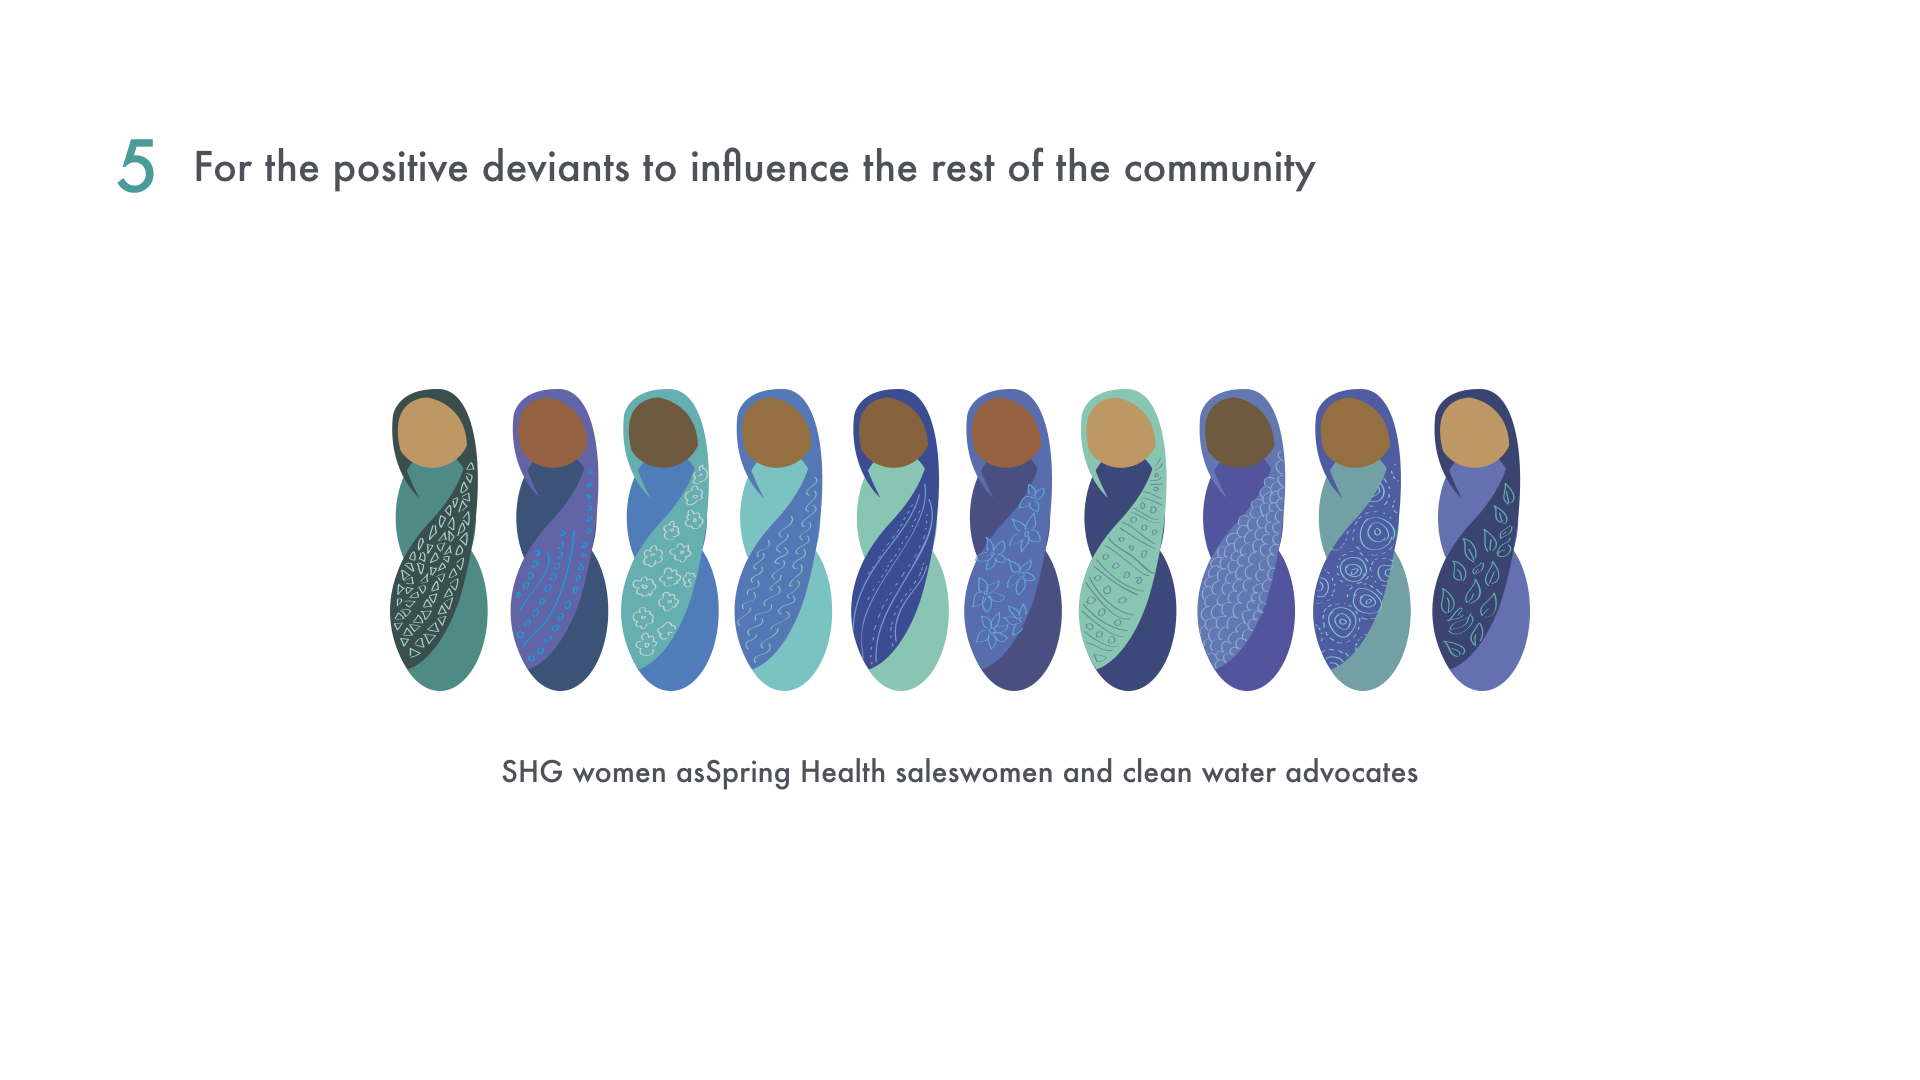 5 For the positive deviants to influence the rest of the community
SHG women asSpring Health saleswomen and clean water advocates